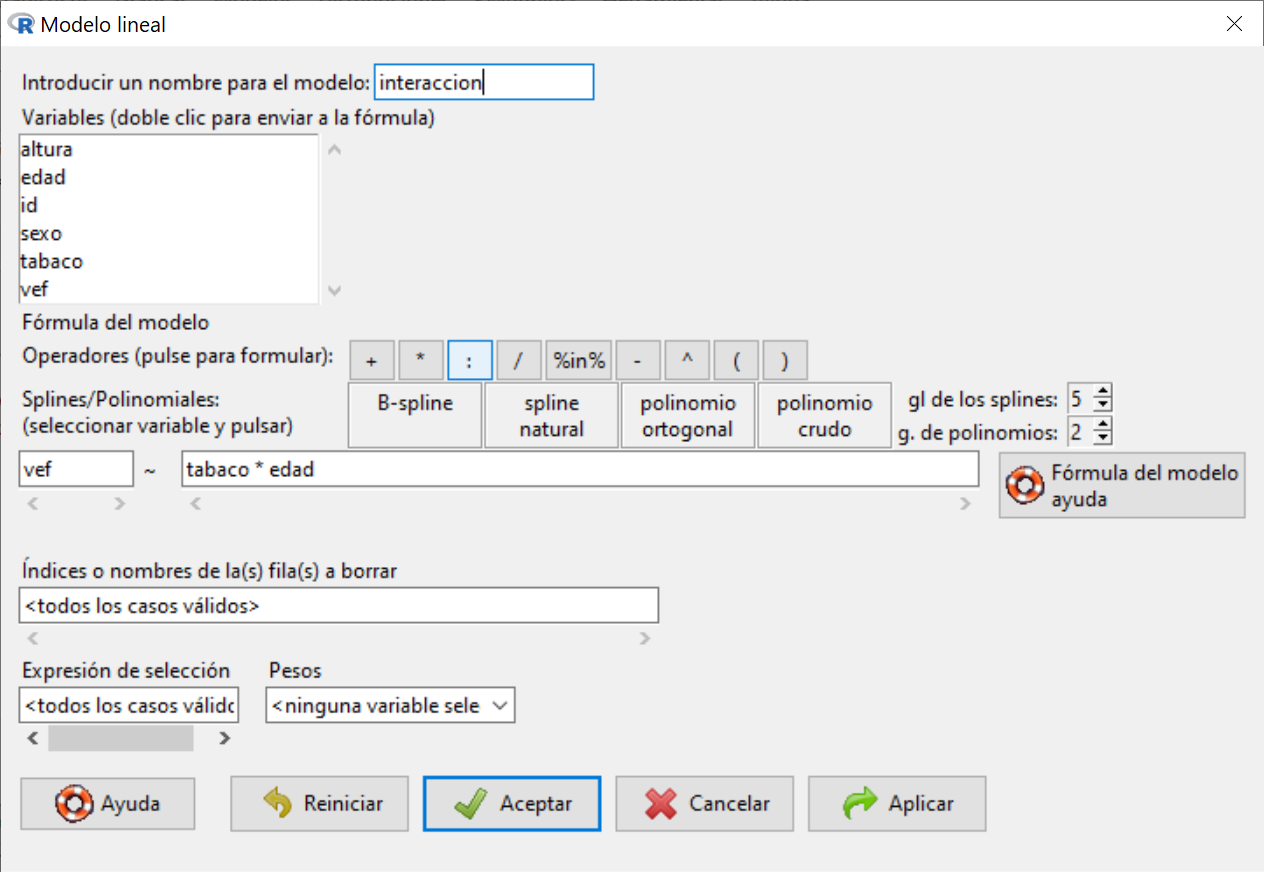 Modelo lineal
Introducir un nombre para el modelo: interaccion
Variables (doble clic para enviar a la fórmula)
altura
edad
id
sexo
tabaco
vef
Fórmula del modelo
Operadores (pulse para formular): + * : / %in% - ^ ( )
Splines/Polinomiales:
(seleccionar variable y pulsar)
B-spline
spline
natural
polinomio
ortogonal
polinomio
crudo
gl de los splines: 5
g. de polinomios: 2
vef ~ tabaco * edad
Fórmula del modelo
ayuda
Índices o nombres de la(s) fila(s) a borrar
<todos los casos válidos>
Expresión de selección Pesos
<todos los casos válidc <ninguna variable sele
Ayuda Reiniciar Aceptar Cancelar Aplicar